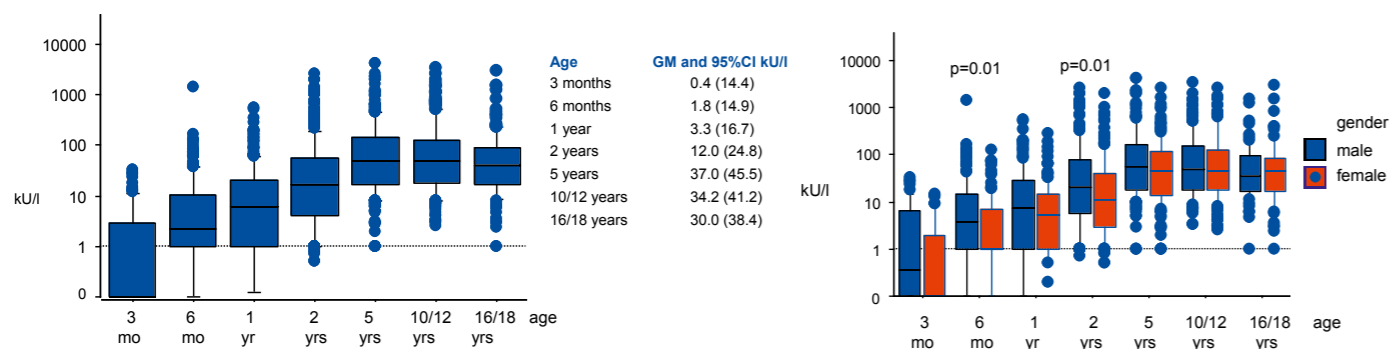 10000
1000
100
10
1
0
kU/l
3 mo
6 mo
1 yr
2 yrs
5 yrs
10/12 yrs
16/18 yrs
age
Age GM and 95%CI kU/l
3 months 0.4 (14.4)
6 months 1.8 (14.9)
1 year 3.3 (16.7)
2 years 12.0 (24.8)
5 years 37.0 (45.5)
10/12 years 34.2 (41.2)
16/18 years 30.0 (38.4)
10000
1000
100
10
1
0
kU/l
p=0.01
p=0.01
3 mo
6 mo
1 yr
2 yrs
5 yrs
10/12 yrs
16/18 yrs
age
gender
male
female